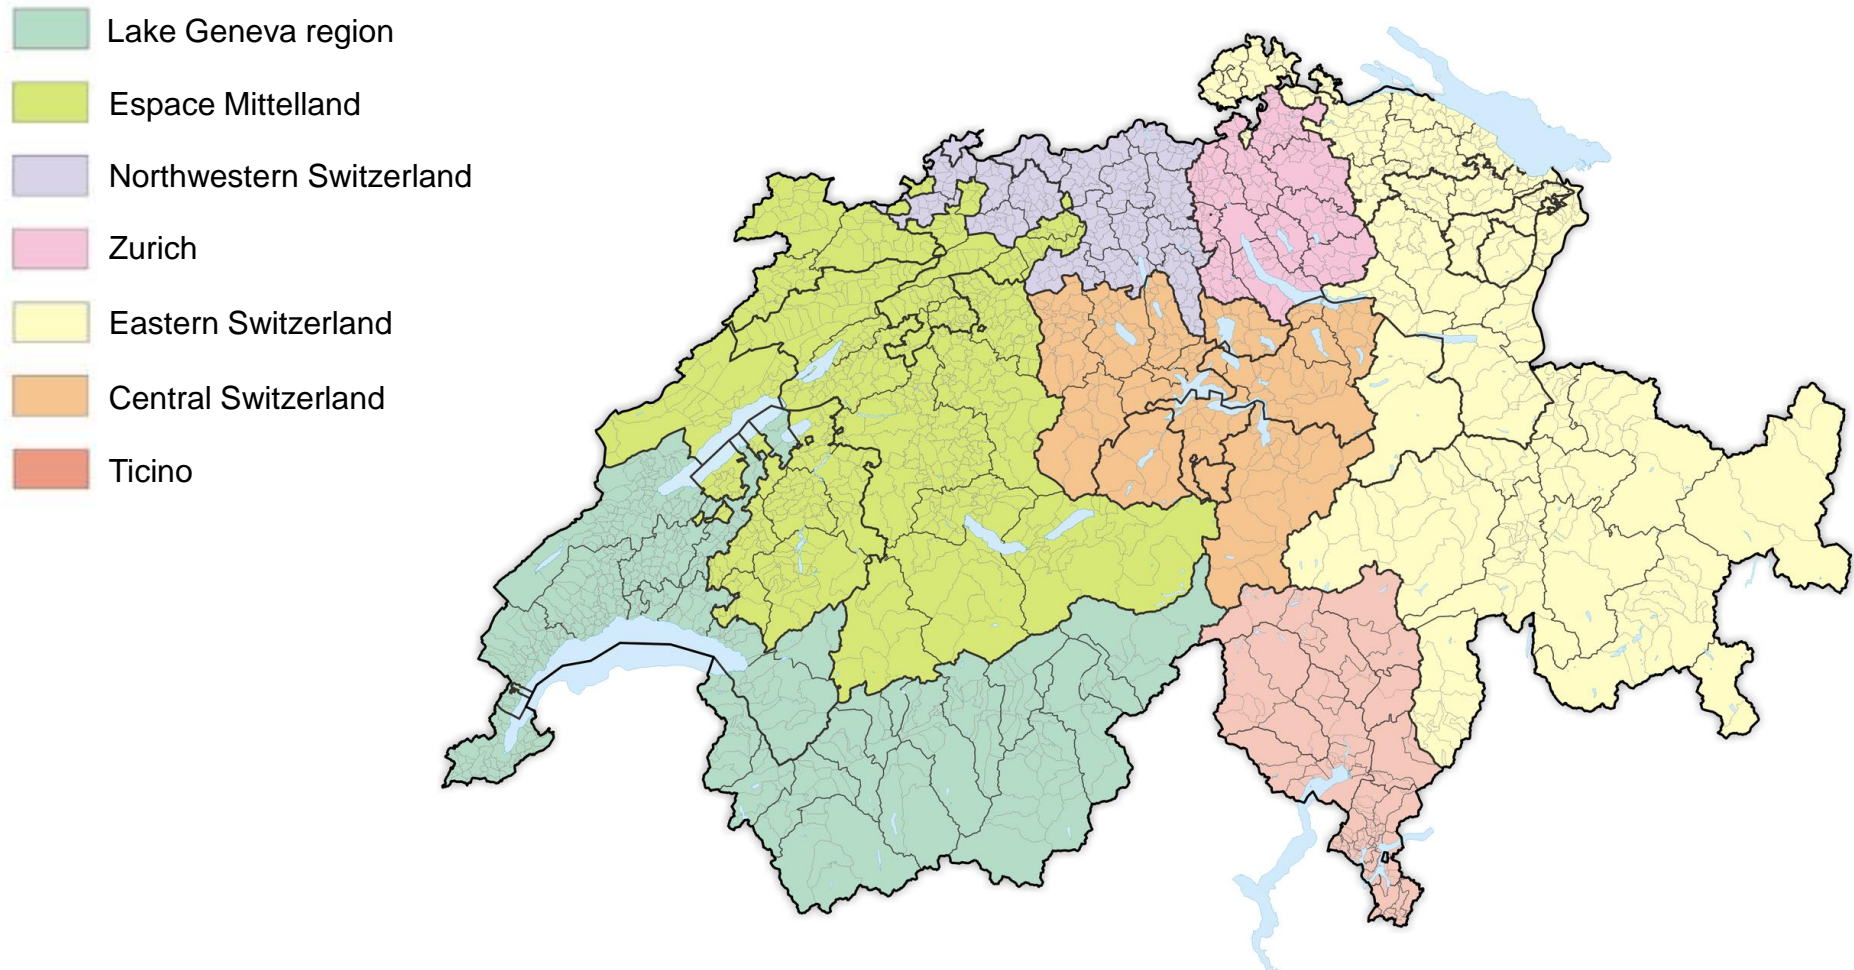 Lake Geneva region
Espace Mittelland
Northwestern Switzerland
Zurich
Eastern Switzerland
Central Switzerland
Ticino